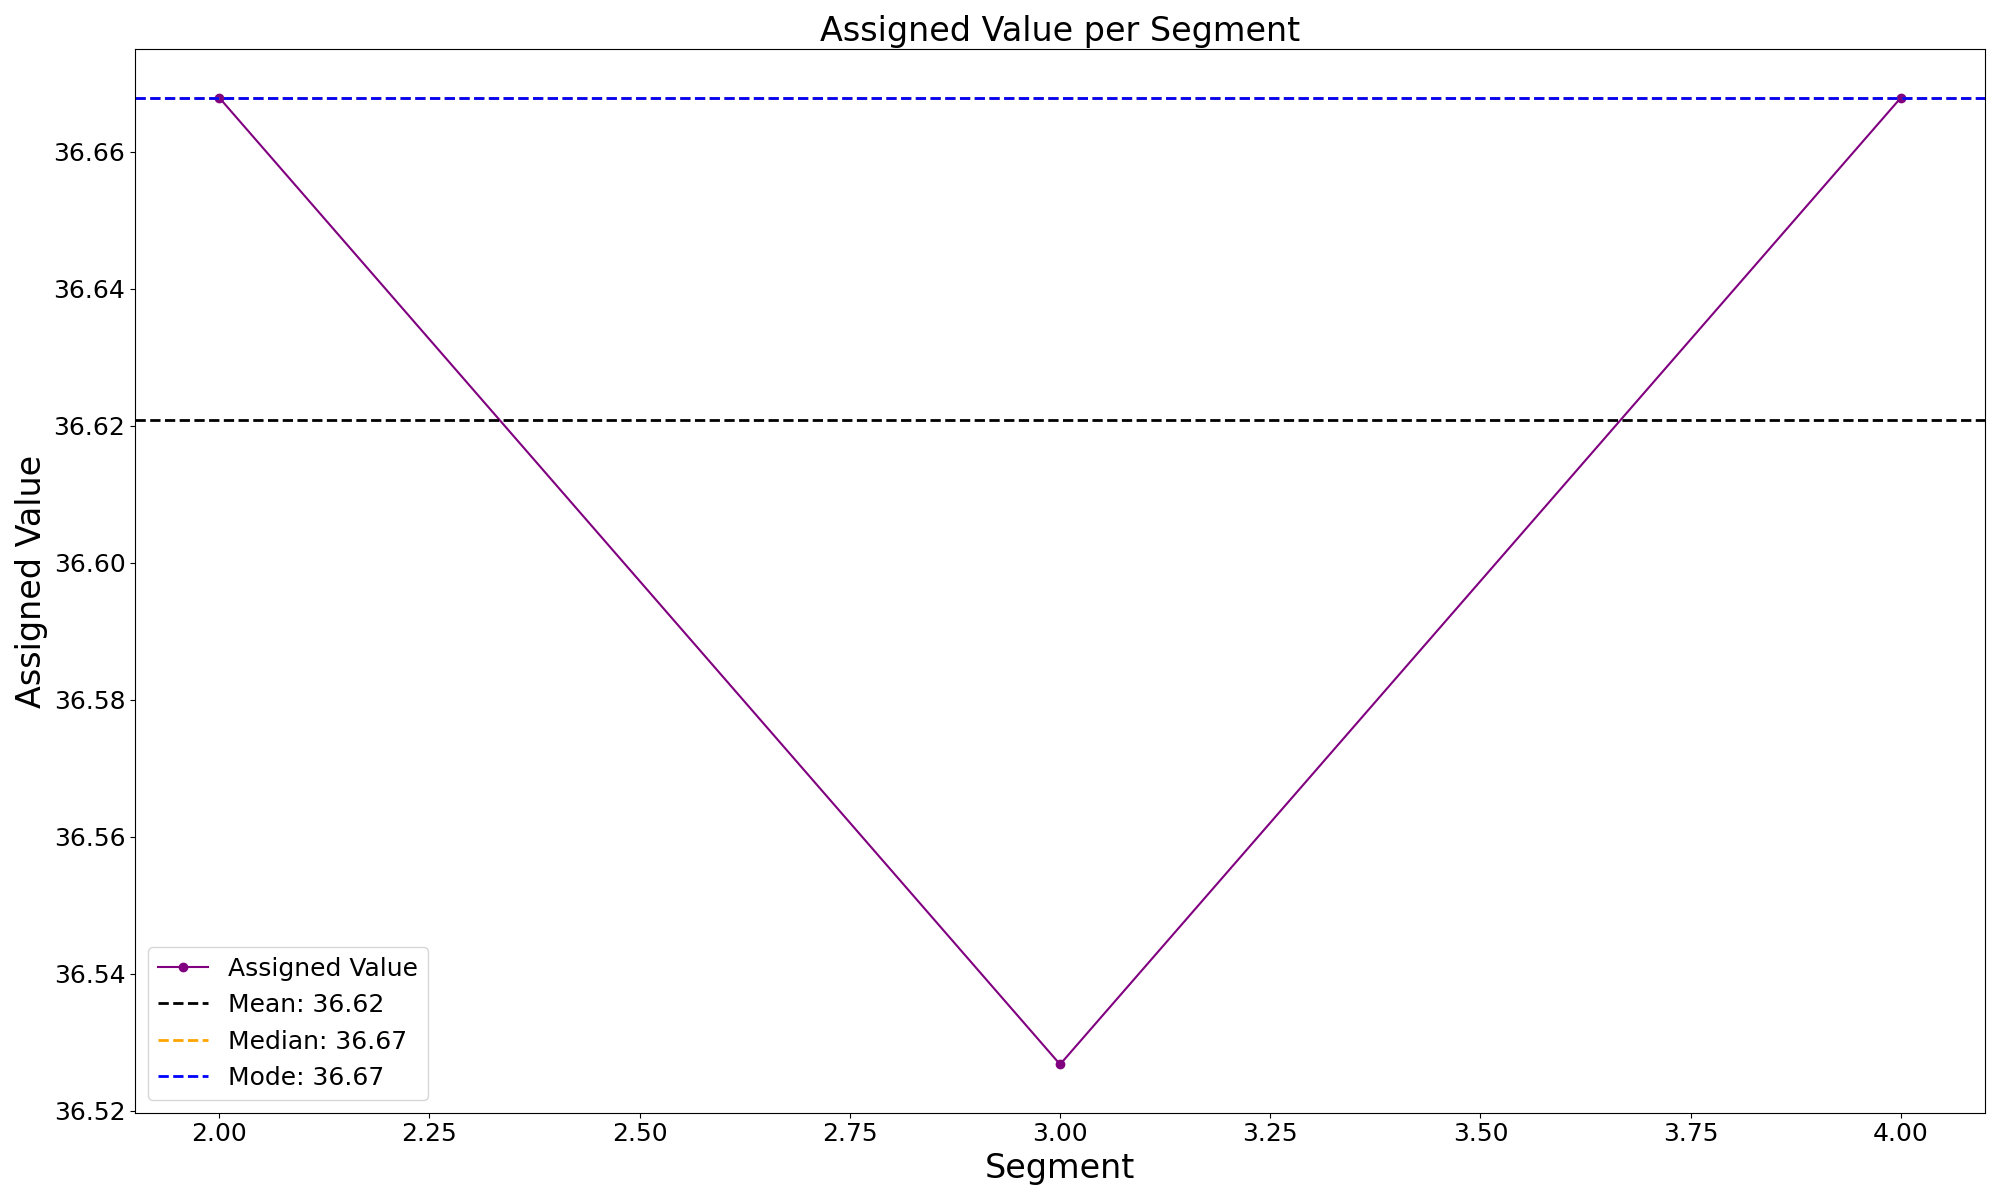 Assigned Value per Segment
Assigned Value
36.66
36.64
36.62
36.60
36.58
36.56
36.54
36.52
Assigned Value
Mean: 36.62
Median: 36.67
Mode: 36.67
2.00 2.25 2.50 2.75 3.00 3.25 3.50 3.75 4.00
Segment